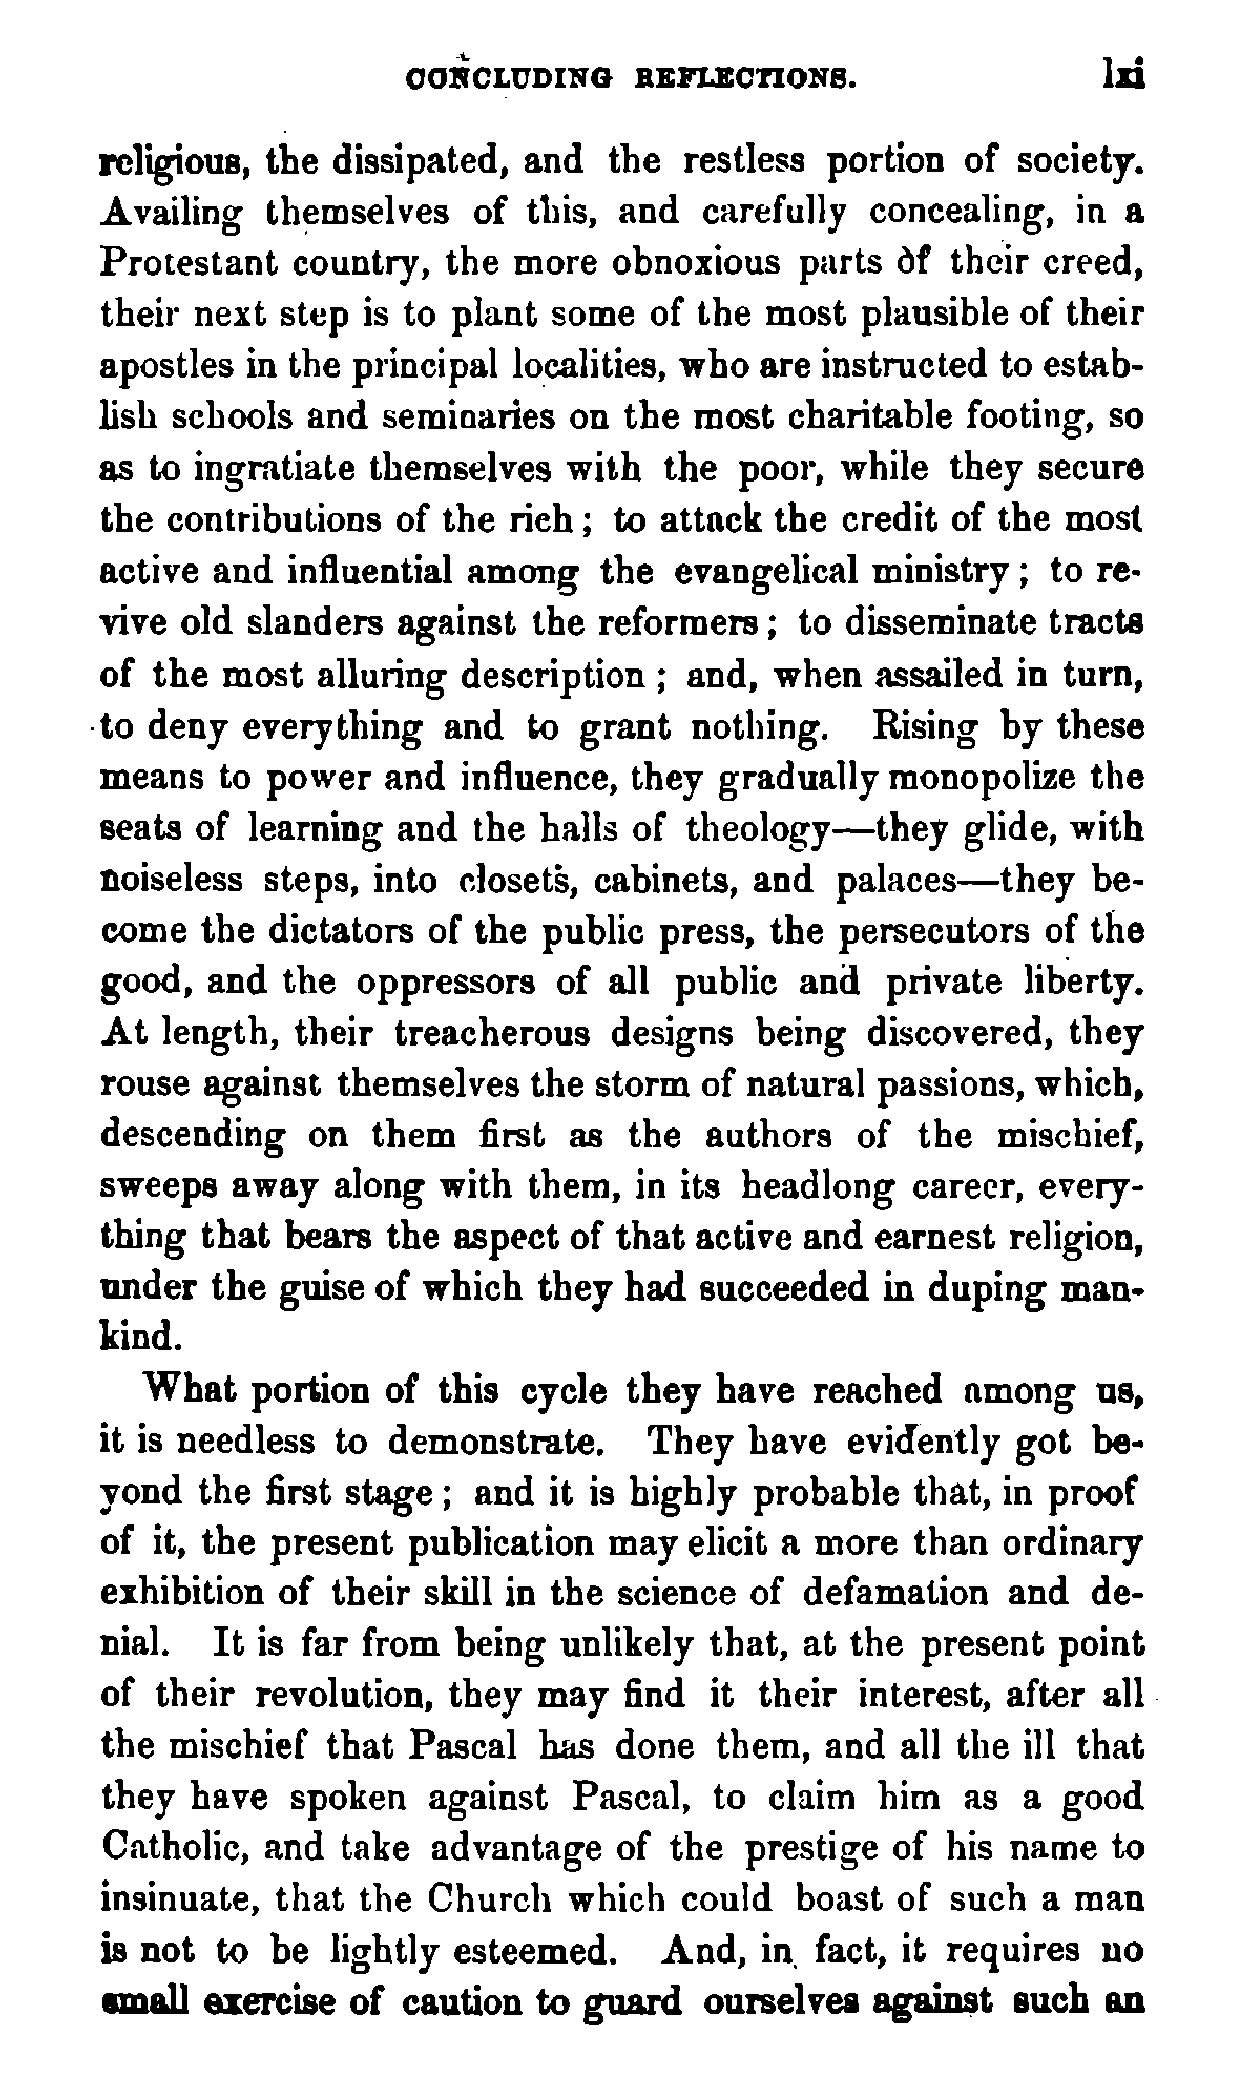 CONCLUDING REFLECTIONS. lxi
religious, the dissipated, and the restless portion of society.
Availing themselves of this, and carefully concealing, in a
Protestant country, the more obnoxious parts of their creed,
their next step is to plant some of the most plausible of their
apostles in the principal localities, who are instructed to estab-
lish schools and seminaries on the most charitable footing, so
as to ingratiate themselves with the poor, while they secure
the contributions of the rich; to attack the credit of the most
active and influential among the evangelical ministry; to re-
vive old slanders against the reformers; to disseminate tracts
of the most alluring description; and, when assailed in turn,
to deny everything and to grant nothing. Rising by these
means to power and influence, they gradually monopolize the
seats of learning and the halls of theology—they glide, with
noiseless steps, into closets, cabinets, and palaces—they be-
come the dictators of the public press, the persecutors of the
good, and the oppressors of all public and private liberty.
At length, their treacherous designs being discovered, they
rouse against themselves the storm of natural passions, which,
descending on them first as the authors of the mischief,
sweeps away along with them, in its headlong career, every-
thing that bears the aspect of that active and earnest religion,
under the guise of which they had succeeded in duping man-
kind.
What portion of this cycle they have reached among us,
it is needless to demonstrate. They have evidently got be-
yond the first stage; and it is highly probable that, in proof
of it, the present publication may elicit a more than ordinary
exhibition of their skill in the science of defamation and de-
nial. It is far from being unlikely that, at the present point
of their revolution, they may find it their interest, after all
the mischief that Pascal has done them, and all the ill that
they have spoken against Pascal, to claim him as a good
Catholic, and take advantage of the prestige of his name to
insinuate, that the Church which could boast of such a man
is not to be lightly esteemed. And, in fact, it requires no
small exercise of caution to guard ourselves against such an